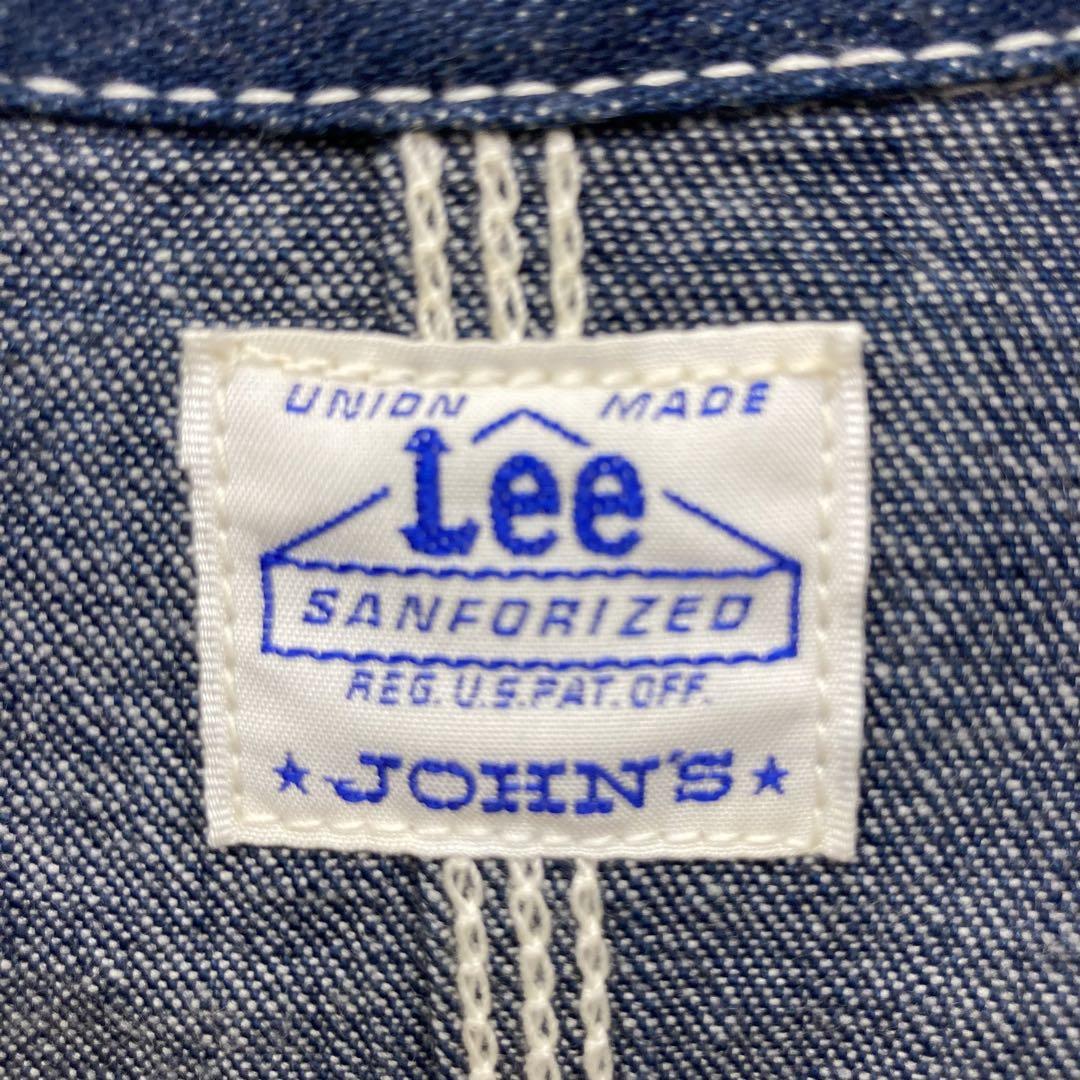 UNION MADE
Lee
SANFORIZED
REG. U.S. PAT. OFF.
★ JOHN'S ★